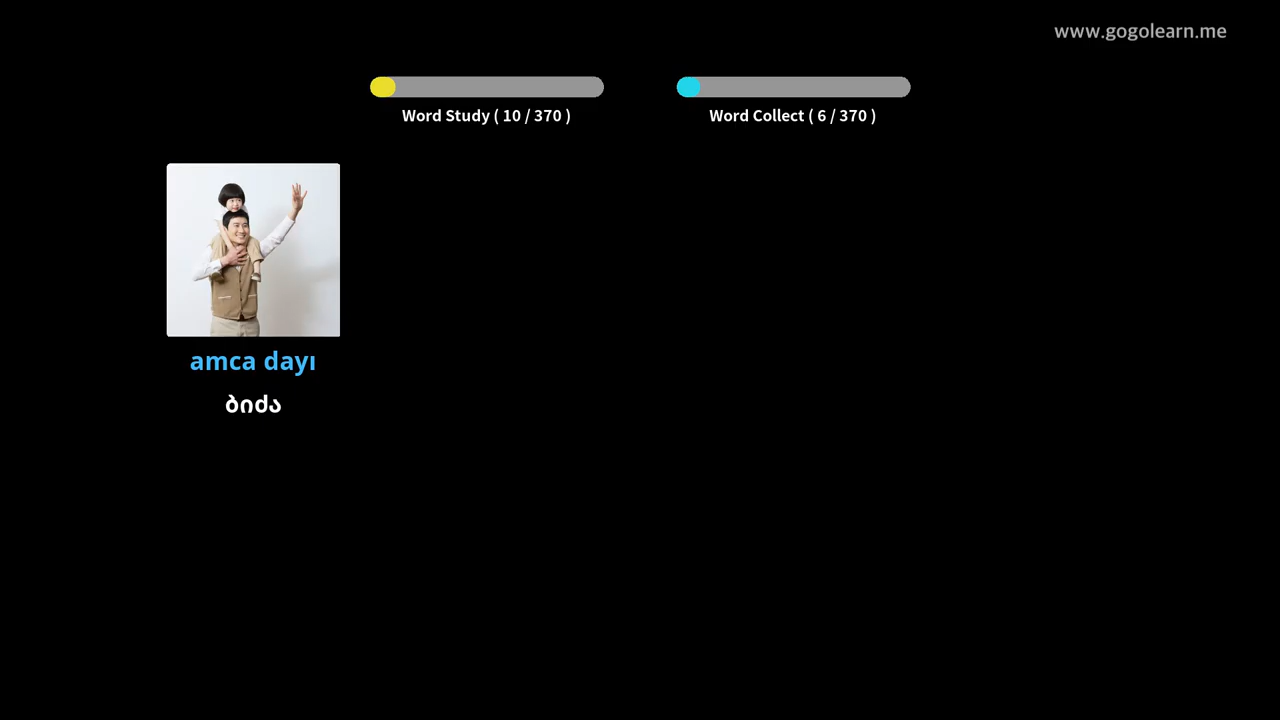 www.gogolearn.me
Word Study ( 10 / 370 )
Word Collect ( 6 / 370 )
amca dayı
ბიძა